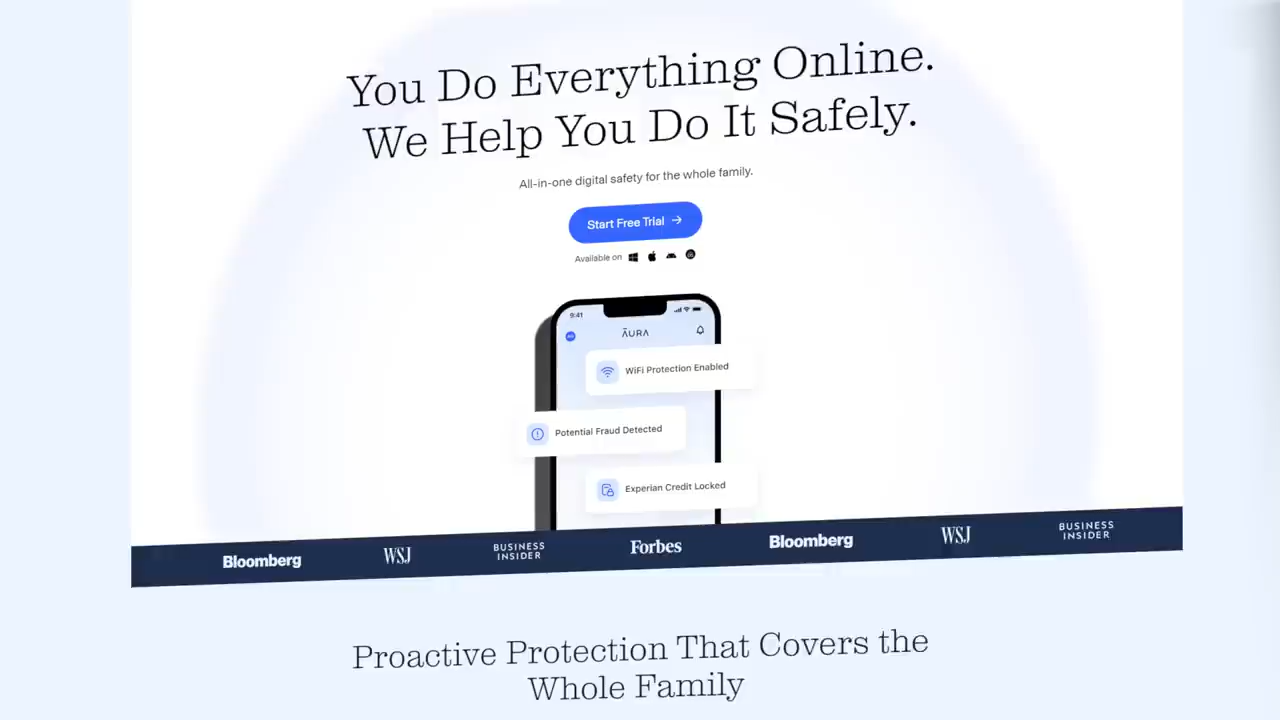 You Do Everything Online.
We Help You Do It Safely.
All-in-one digital safety for the whole family.
Start Free Trial →
Available on
9:41
ĀURA
WiFi Protection Enabled
Potential Fraud Detected
Experian Credit Locked
Bloomberg WSJ BUSINESS INSIDER Forbes Bloomberg WSJ BUSINESS INSIDER
Proactive Protection That Covers the
Whole Family